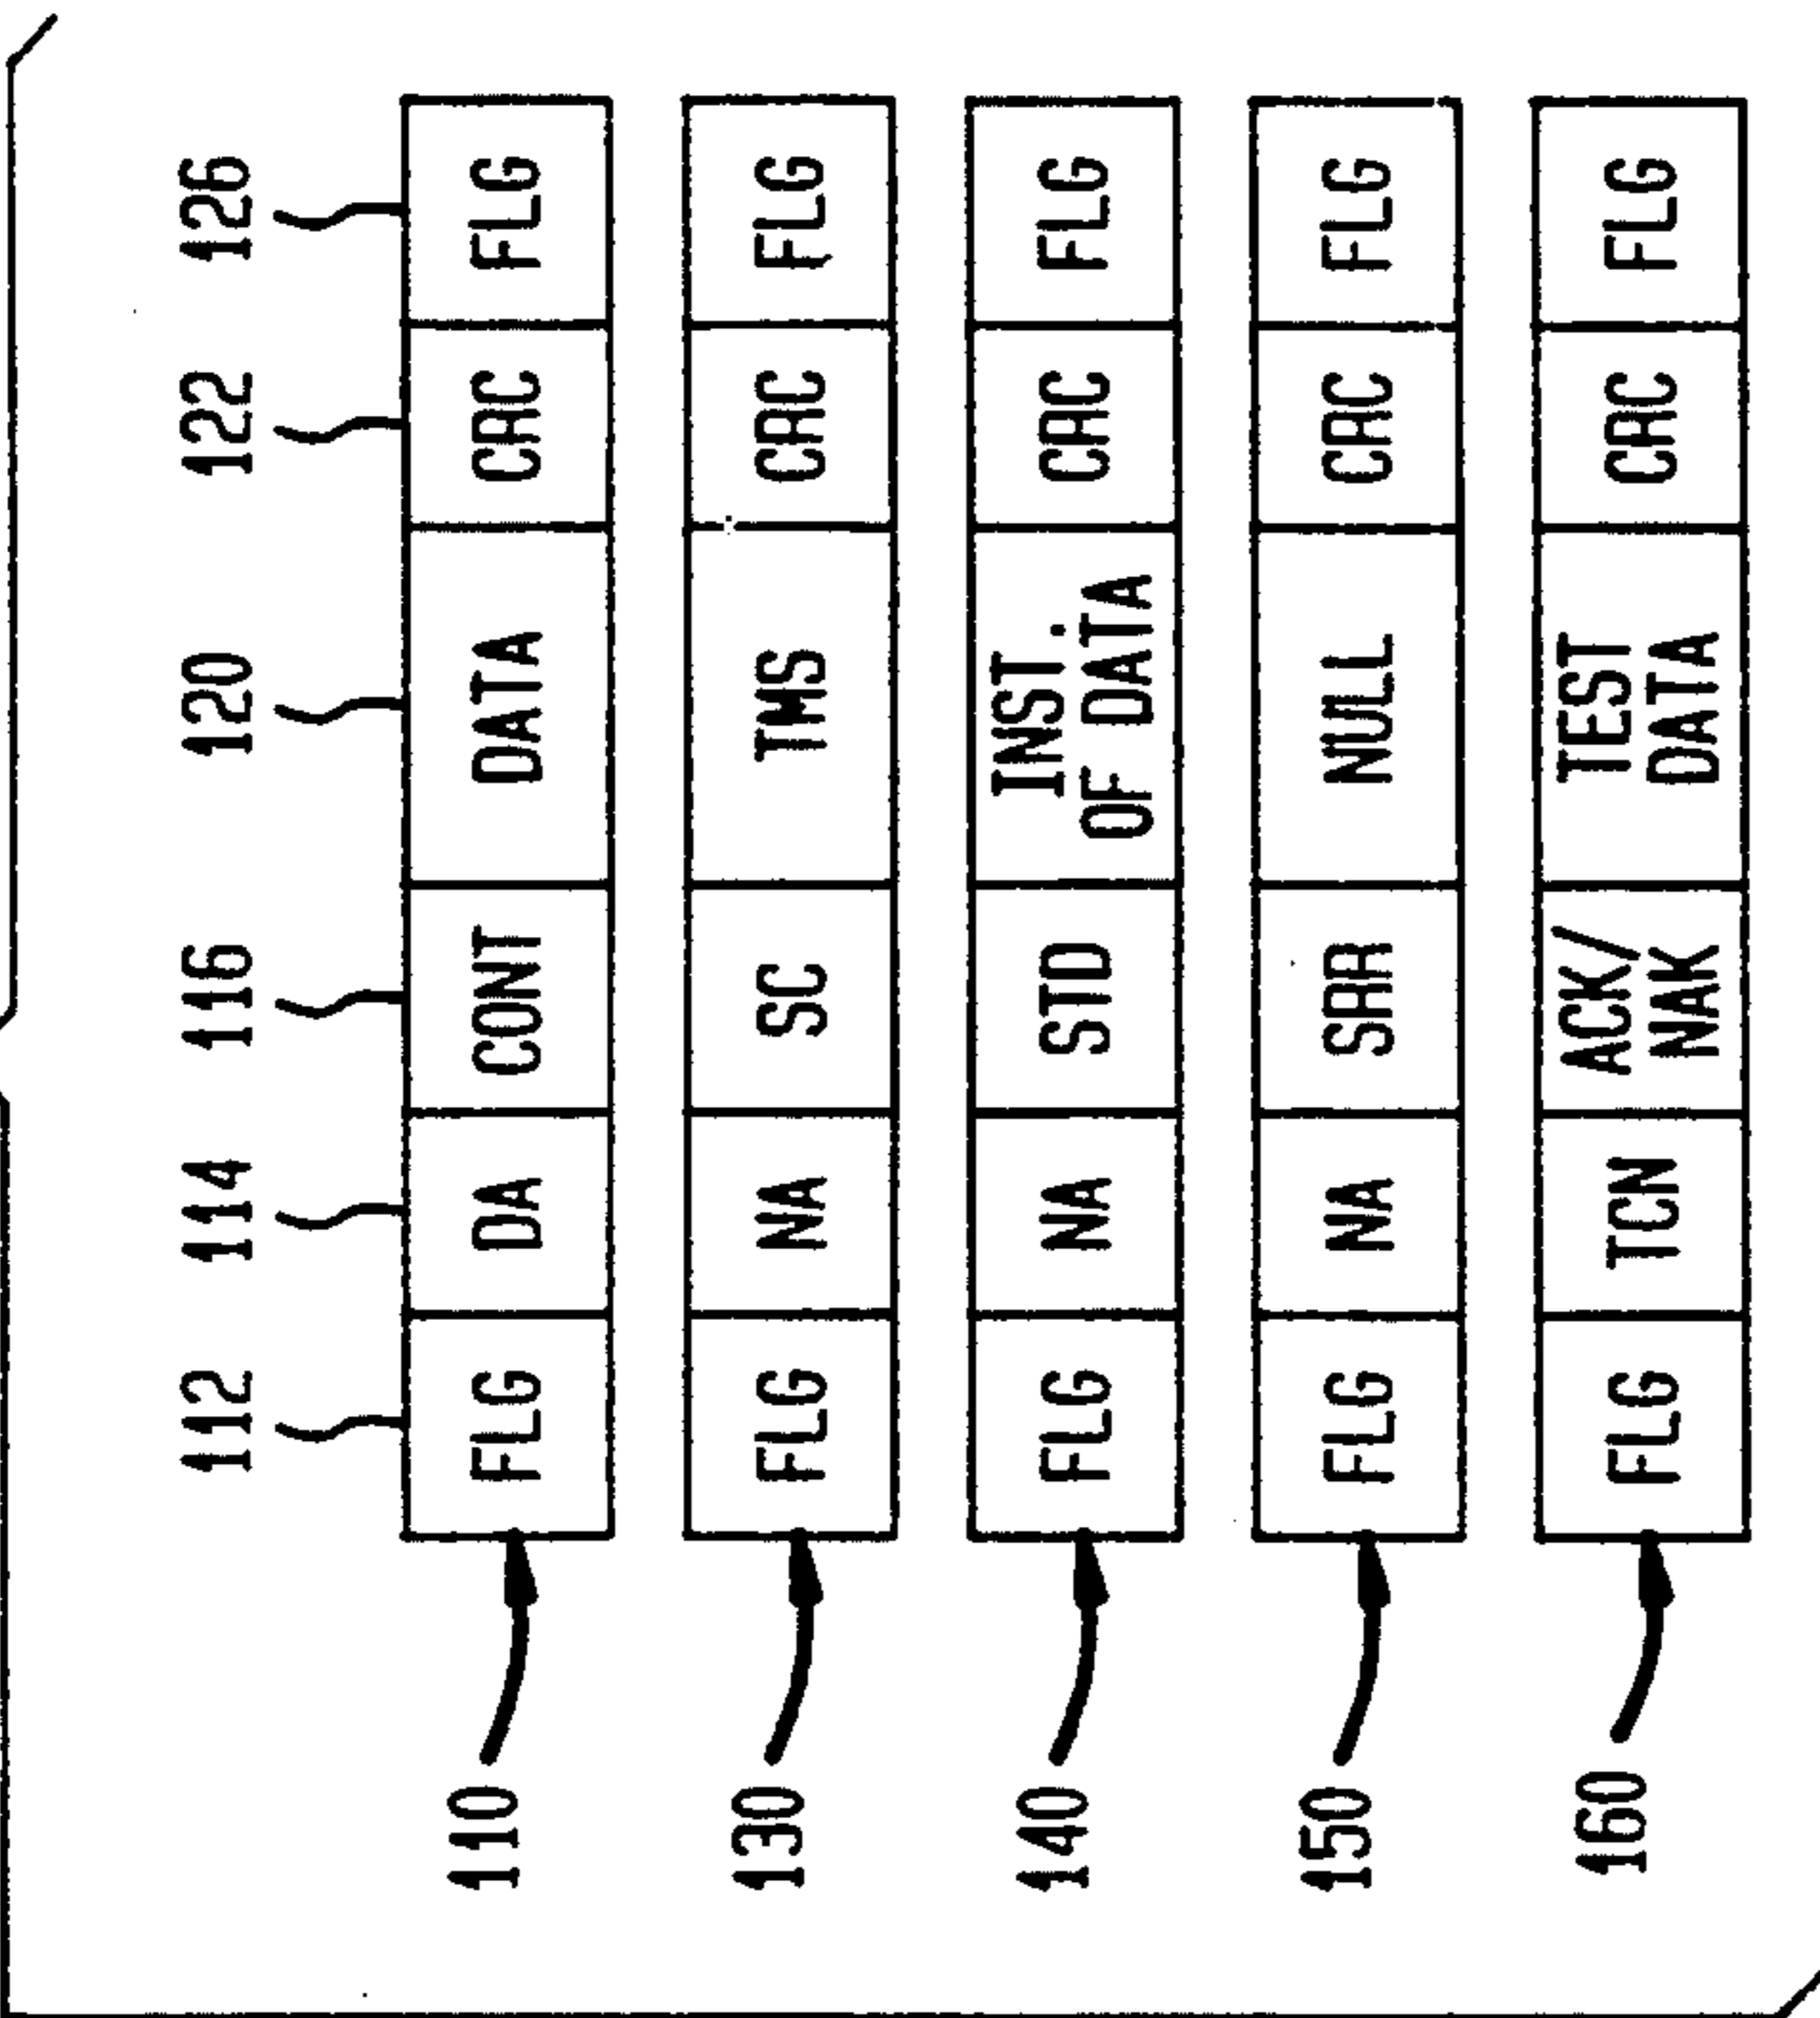 112 114 116 120 122 126
110 FLG DA CONT DATA CRC FLG
130 FLG NA SC TMS CRC FLG
140 FLG NA STD INST. OF DATA CRC FLG
150 FLG NA SRR NULL CRC FLG
160 FLG TCN ACK/ NAK TEST DATA CRC FLG